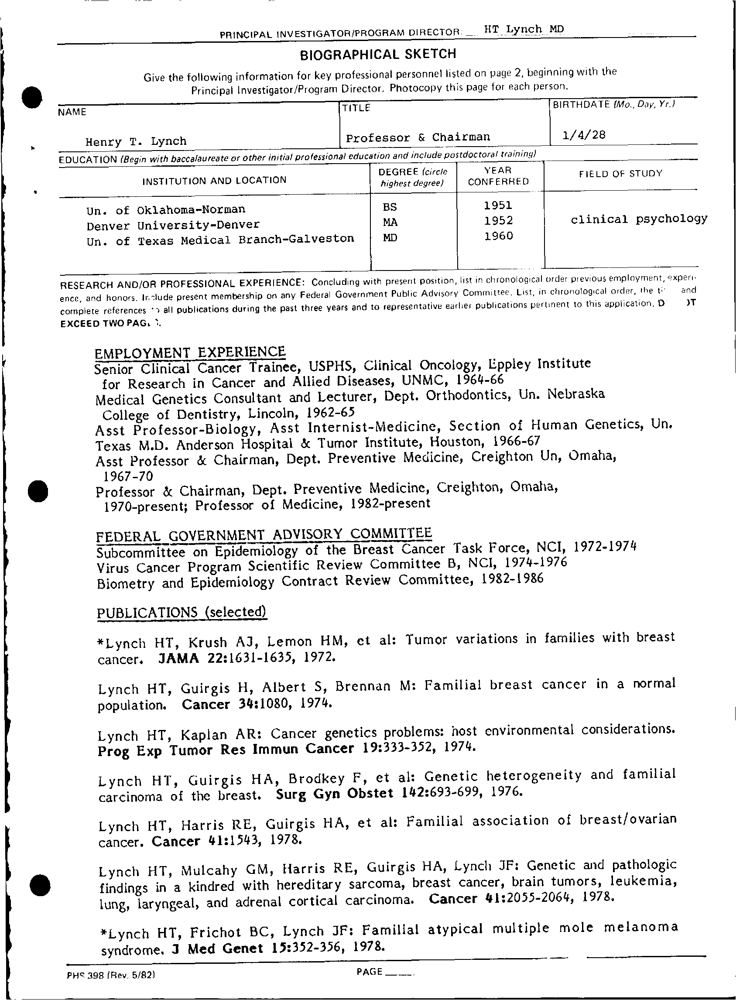 PRINCIPAL INVESTIGATOR/PROGRAM DIRECTOR: HT Lynch MD
BIOGRAPHICAL SKETCH
Give the following information for key professional personnel listed on page 2, beginning with the
Principal Investigator/Program Director. Photocopy this page for each person.
NAME TITLE BIRTHDATE (Mo., Day, Yr.)
Henry T. Lynch Professor & Chairman 1/4/28
EDUCATION (Begin with baccalaureate or other initial professional education and include postdoctoral training)
INSTITUTION AND LOCATION DEGREE (circle highest degree) YEAR CONFERRED FIELD OF STUDY
Un. of Oklahoma-Norman BS 1951
Denver University-Denver MA 1952 clinical psychology
Un. of Texas Medical Branch-Galveston MD 1960
RESEARCH AND/OR PROFESSIONAL EXPERIENCE: Concluding with present position, list in chronological order previous employment, experi-
ence, and honors. Include present membership on any Federal Government Public Advisory Committee. List, in chronological order, the and
complete references all publications during the past three years and to representative earlier publications pertinent to this application.
EXCEED TWO
EMPLOYMENT EXPERIENCE
Senior Clinical Cancer Trainee, USPHS, Clinical Oncology, Eppley Institute
for Research in Cancer and Allied Diseases, UNMC, 1964-66
Medical Genetics Consultant and Lecturer, Dept. Orthodontics, Un. Nebraska
College of Dentistry, Lincoln, 1962-65
Asst Professor-Biology, Asst Internist-Medicine, Section of Human Genetics, Un.
Texas M.D. Anderson Hospital & Tumor Institute, Houston, 1966-67
Asst Professor & Chairman, Dept. Preventive Medicine, Creighton Un, Omaha,
1967-70
Professor & Chairman, Dept. Preventive Medicine, Creighton, Omaha,
1970-present; Professor of Medicine, 1982-present
FEDERAL GOVERNMENT ADVISORY COMMITTEE
Subcommittee on Epidemiology of the Breast Cancer Task Force, NCI, 1972-1974
Virus Cancer Program Scientific Review Committee B, NCI, 1974-1976
Biometry and Epidemiology Contract Review Committee, 1982-1986
PUBLICATIONS (selected)
*Lynch HT, Krush AJ, Lemon HM, et al: Tumor variations in families with breast
cancer. JAMA 22:1631-1635, 1972.
Lynch HT, Guirgis H, Albert S, Brennan M: Familial breast cancer in a normal
population. Cancer 34:1080, 1974.
Lynch HT, Kaplan AR: Cancer genetics problems: host environmental considerations.
Prog Exp Tumor Res Immun Cancer 19:333-352, 1974.
Lynch HT, Guirgis HA, Brodkey F, et al: Genetic heterogeneity and familial
carcinoma of the breast. Surg Gyn Obstet 142:693-699, 1976.
Lynch HT, Harris RE, Guirgis HA, et al: Familial association of breast/ovarian
cancer. Cancer 41:1543, 1978.
Lynch HT, Mulcahy GM, Harris RE, Guirgis HA, Lynch JF: Genetic and pathologic
findings in a kindred with hereditary sarcoma, breast cancer, brain tumors, leukemia,
lung, laryngeal, and adrenal cortical carcinoma. Cancer 41:2055-2064, 1978.
*Lynch HT, Frichot BC, Lynch JF: Familial atypical multiple mole melanoma
syndrome. J Med Genet 15:352-356, 1978.
PHS 398 (Rev. 5/82) PAGE